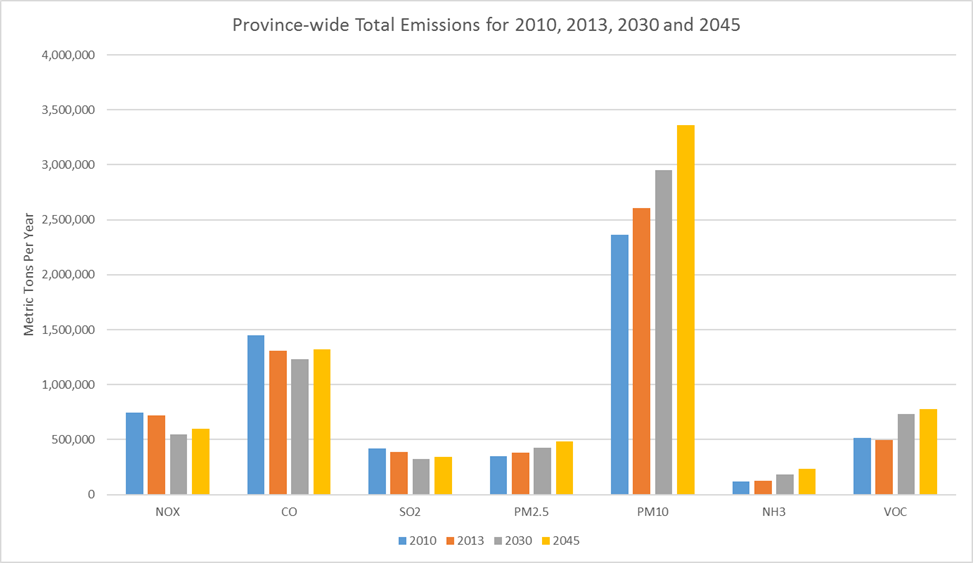 Province-wide Total Emissions for 2010, 2013, 2030 and 2045
4,000,000
3,500,000
3,000,000
2,500,000
2,000,000
1,500,000
1,000,000
500,000
0
Metric Tons Per Year
NOX CO SO2 PM2.5 PM10 NH3 VOC
2010 2013 2030 2045